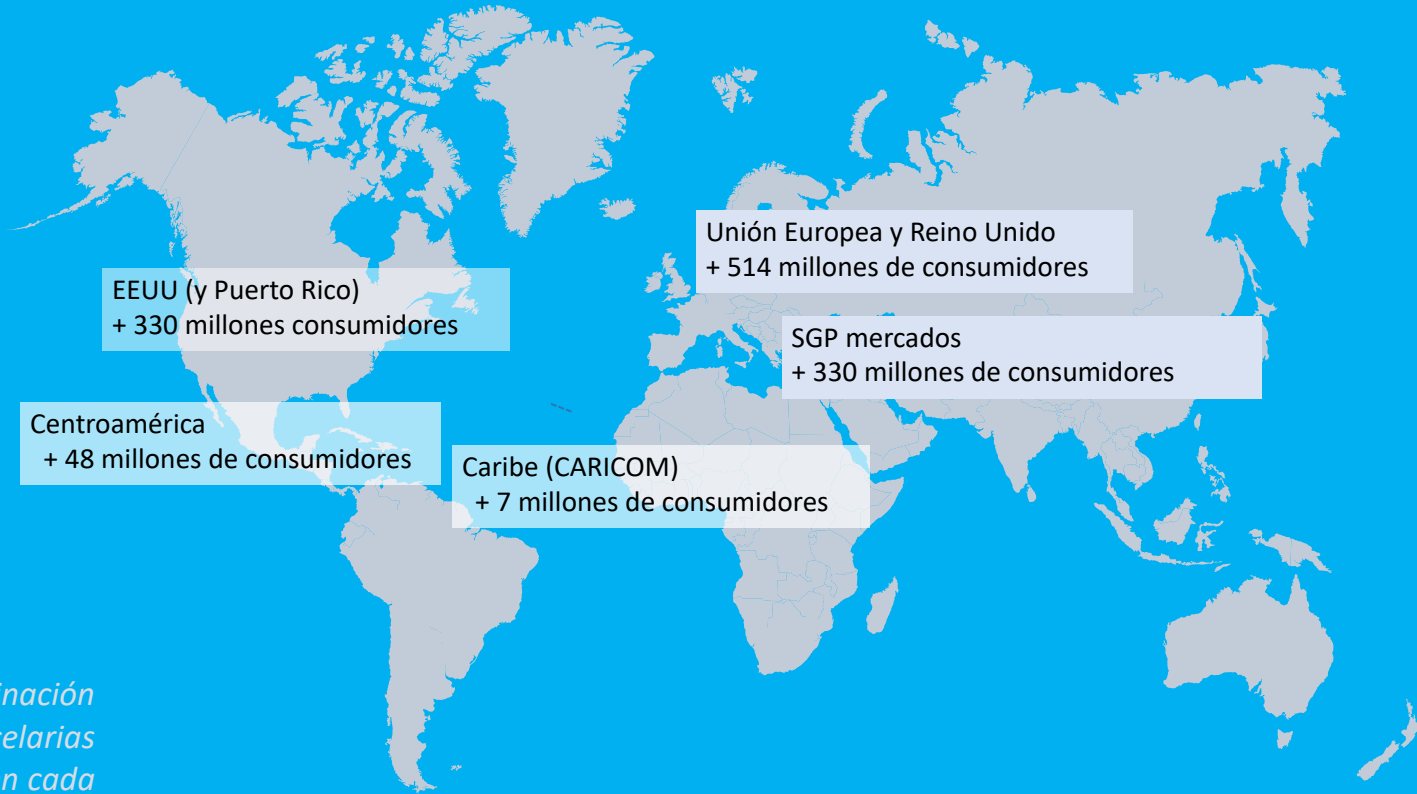 Unión Europea y Reino Unido
+ 514 millones de consumidores
EEUU (y Puerto Rico)
+ 330 millones consumidores
SGP mercados
+ 330 millones de consumidores
Centroamérica
+ 48 millones de consumidores
Caribe (CARICOM)
+ 7 millones de consumidores
cada